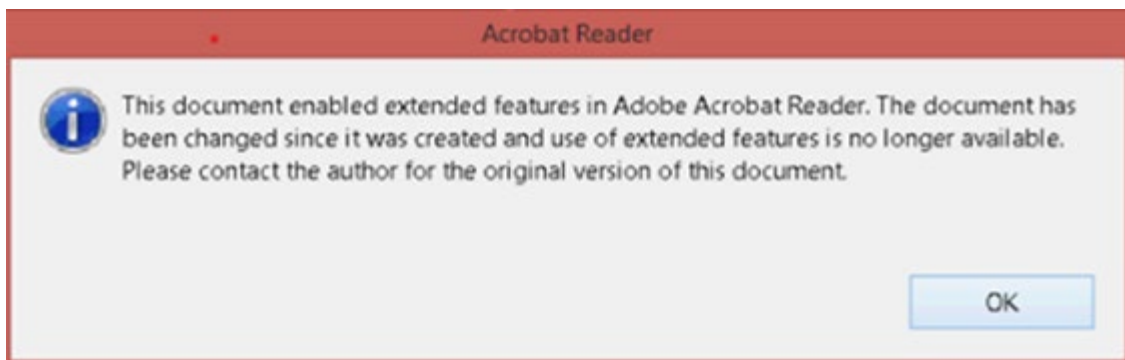 Acrobat Reader
This document enabled extended features in Adobe Acrobat Reader. The document has
been changed since it was created and use of extended features is no longer available.
Please contact the author for the original version of this document.
OK